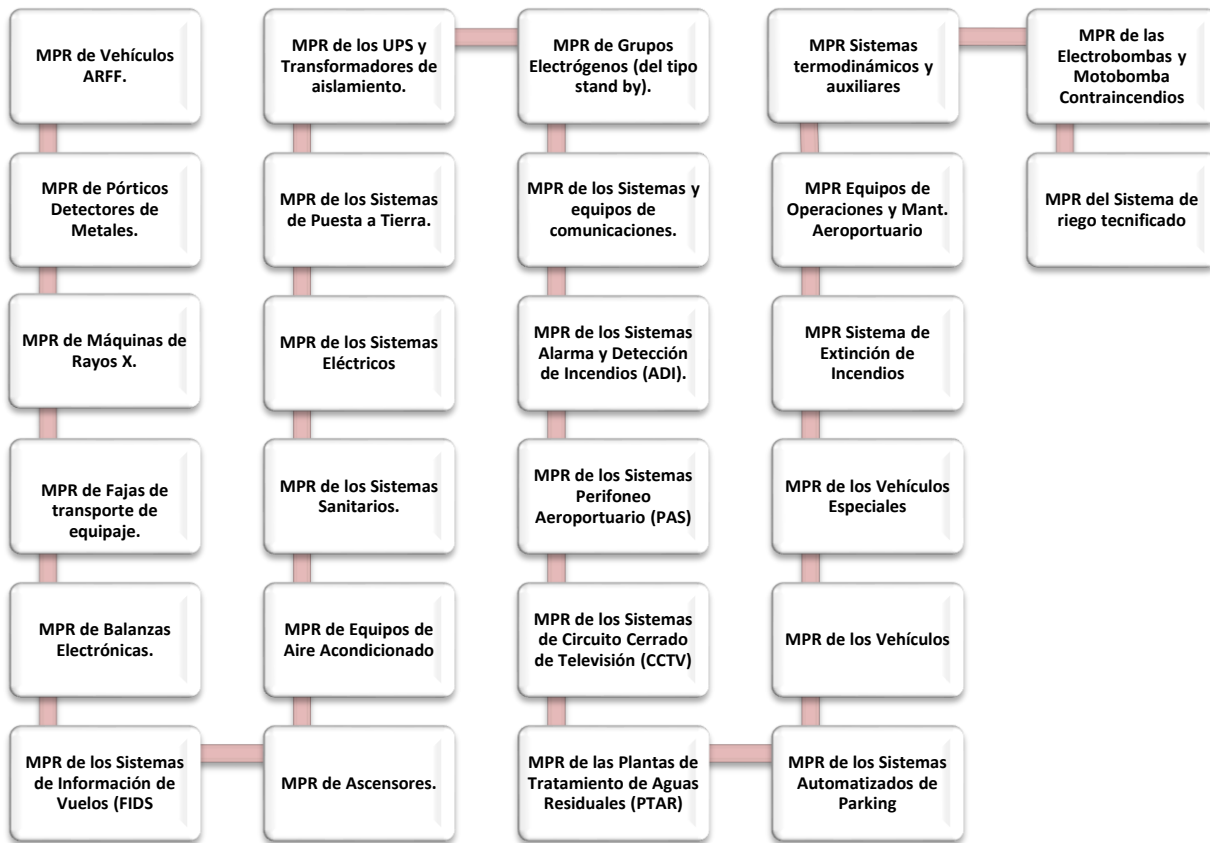 MPR de Vehículos
ARFF.
MPR de Pórticos
Detectores de
Metales.
MPR de Máquinas de
Rayos X.
MPR de Fajas de
transporte de
equipaje.
MPR de Balanzas
Electrónicas.
MPR de los Sistemas
de Información de
Vuelos (FIDS
MPR de Ascensores.
MPR de Equipos de
Aire Acondicionado
MPR de los Sistemas
Sanitarios.
MPR de los Sistemas
Eléctricos
MPR de los Sistemas
de Puesta a Tierra.
MPR de los UPS y
Transformadores de
aislamiento.
MPR de Grupos
Electrógenos (del tipo
stand by).
MPR de los Sistemas y
equipos de
comunicaciones.
MPR de los Sistemas
Alarma y Detección
de Incendios (ADI).
MPR de los Sistemas
Perifoneo
Aeroportuario (PAS)
MPR de los Sistemas
de Circuito Cerrado
de Televisión (CCTV)
MPR de las Plantas de
Tratamiento de Aguas
Residuales (PTAR)
MPR de los Sistemas
Automatizados de
Parking
MPR de los Vehículos
MPR de los Vehículos
Especiales
MPR Sistema de
Extinción de
Incendios
MPR Equipos de
Operaciones y Mant.
Aeroportuario
MPR Sistemas
termodinámicos y
auxiliares
MPR de las
Electrobombas y
Motobomba
Contraincendios
MPR del Sistema de
riego tecnificado